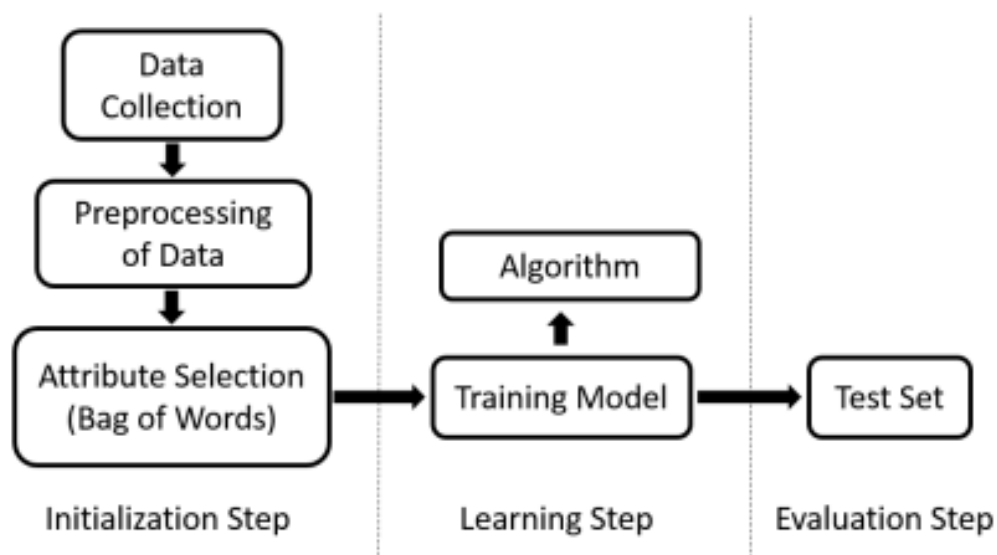 Data
Collection
Preprocessing
of Data
Attribute Selection
(Bag of Words)
Initialization Step
Algorithm
Training Model
Learning Step
Test Set
Evaluation Step